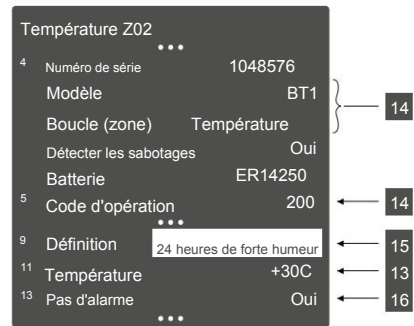 Température Z02
•••
4 Numéro de série 1048576
Modèle BT1
14
Boucle (zone) Température
Détecter les sabotages Oui
Batterie ER14250
5 Code d'opération 200 14
•••
9 Définition 24 heures de forte humeur 15
11 Température +30C 13
13 Pas d'alarme Oui 16
•••